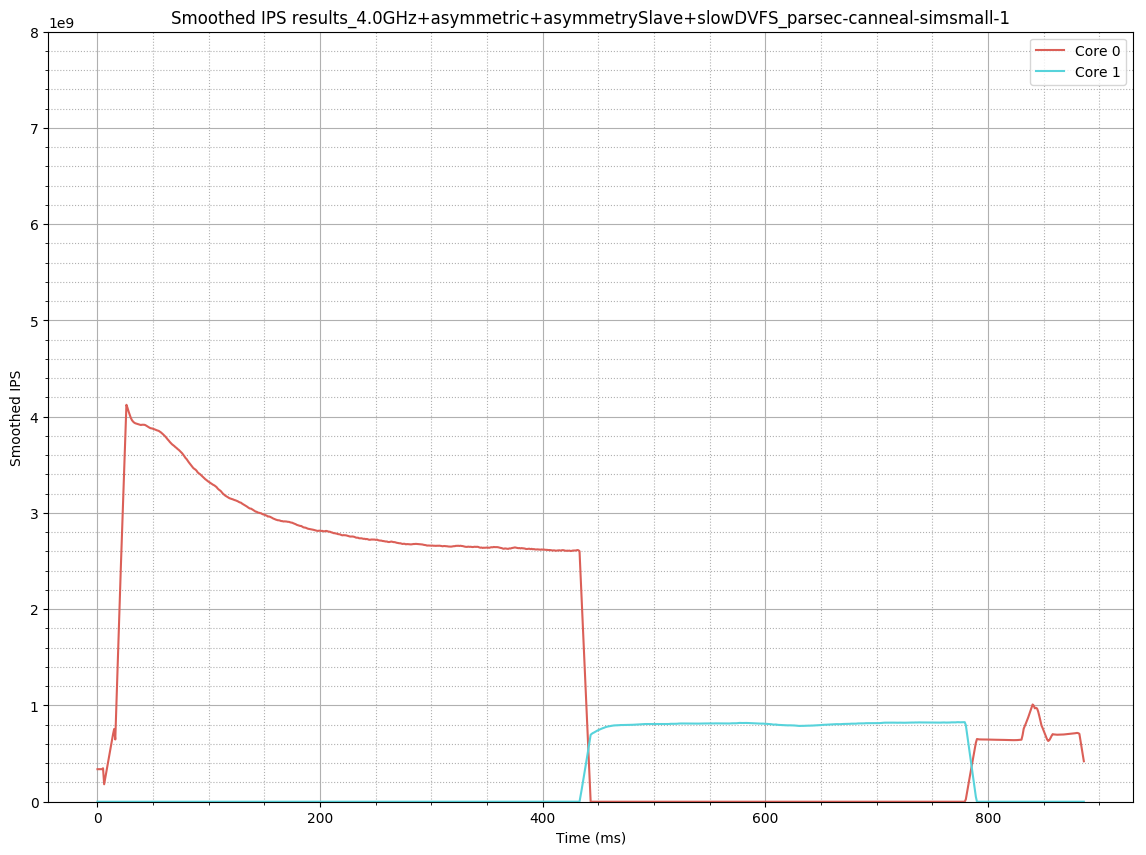 Smoothed IPS results_4.0GHz+asymmetric+asymmetrySlave+slowDVFS_parsec-canneal-simsmall-1
1e9
Core 0
Core 1
8
7
6
5
4
3
2
1
0
Smoothed IPS
0
200
400
600
800
Time (ms)